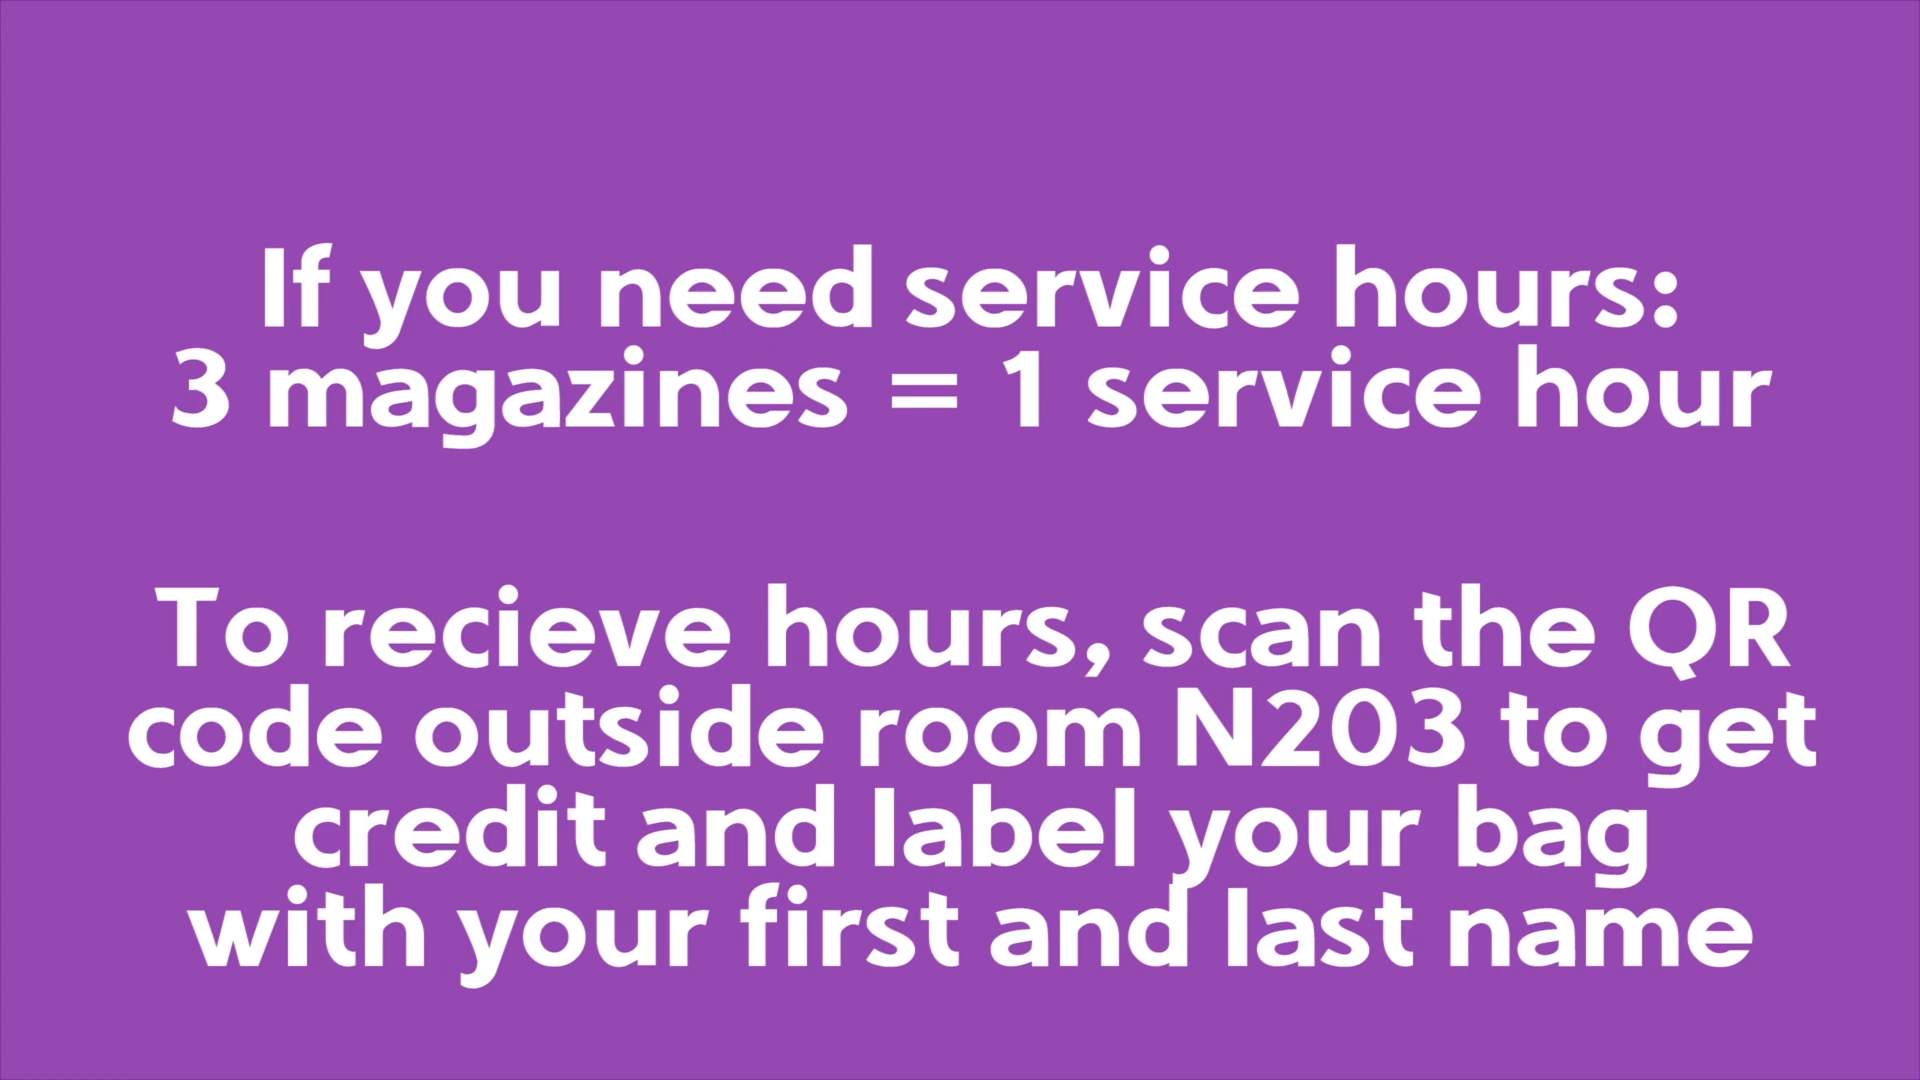 If you need service hours:
3 magazines = 1 service hour
To recieve hours, scan the QR
code outside room N203 to get
credit and label your bag
with your first and last name